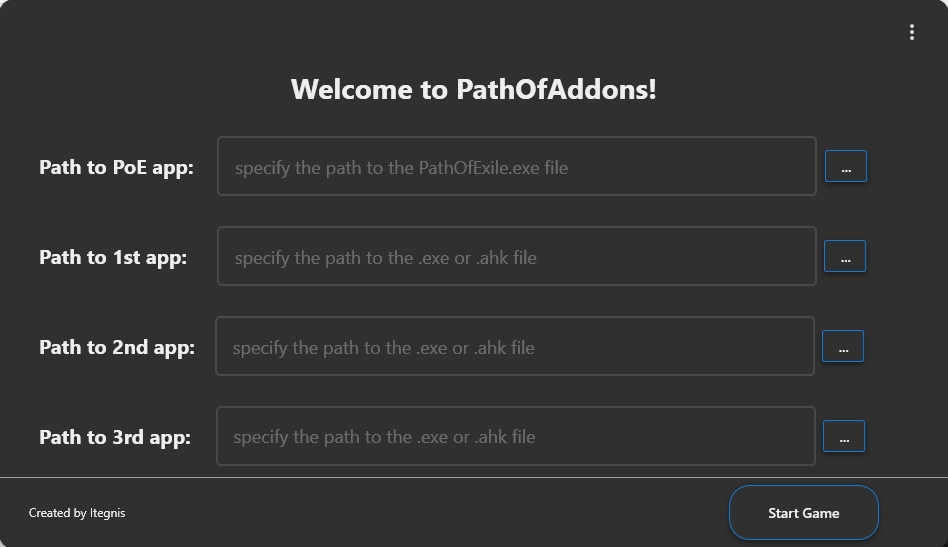 Welcome to PathOfAddons!
Path to PoE app: specify the path to the PathOfExile.exe file ...
Path to 1st app: specify the path to the .exe or .ahk file ...
Path to 2nd app: specify the path to the .exe or .ahk file ...
Path to 3rd app: specify the path to the .exe or .ahk file ...
Created by Itegnis Start Game